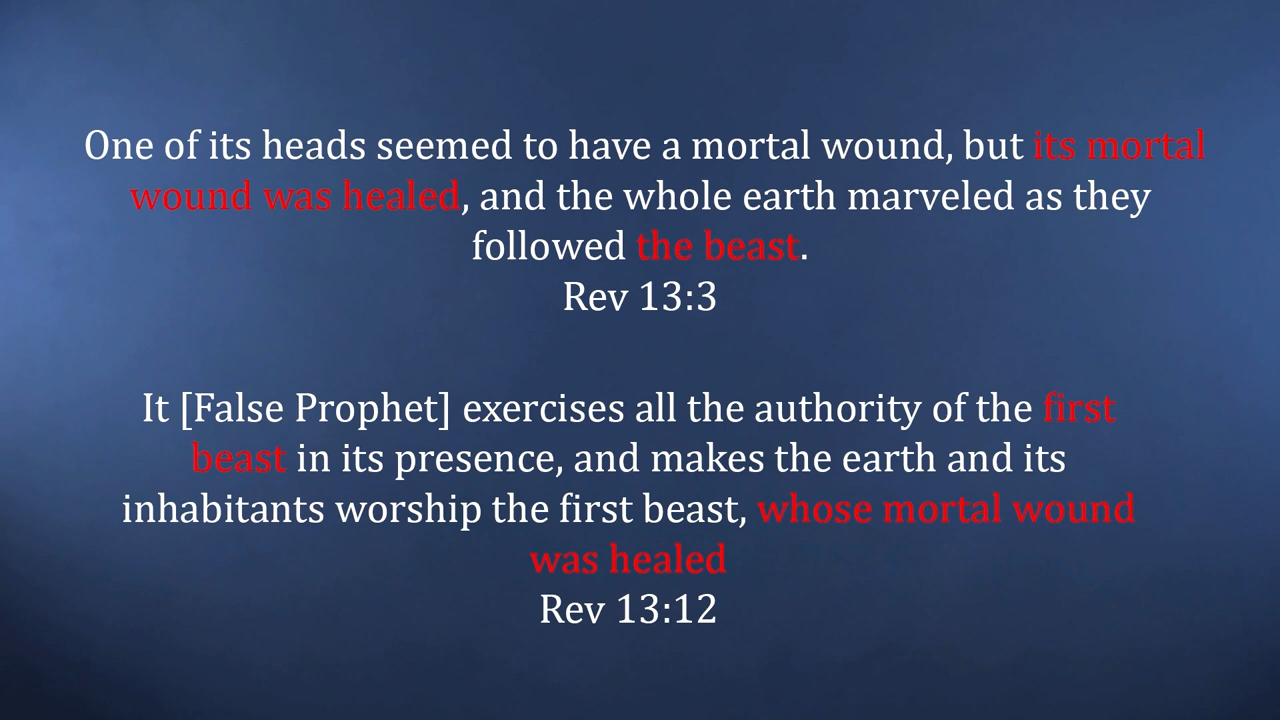 One of its heads seemed to have a mortal wound, but its mortal
wound was healed, and the whole earth marveled as they
followed the beast.
Rev 13:3
It [False Prophet] exercises all the authority of the first
beast in its presence, and makes the earth and its
inhabitants worship the first beast, whose mortal wound
was healed
Rev 13:12